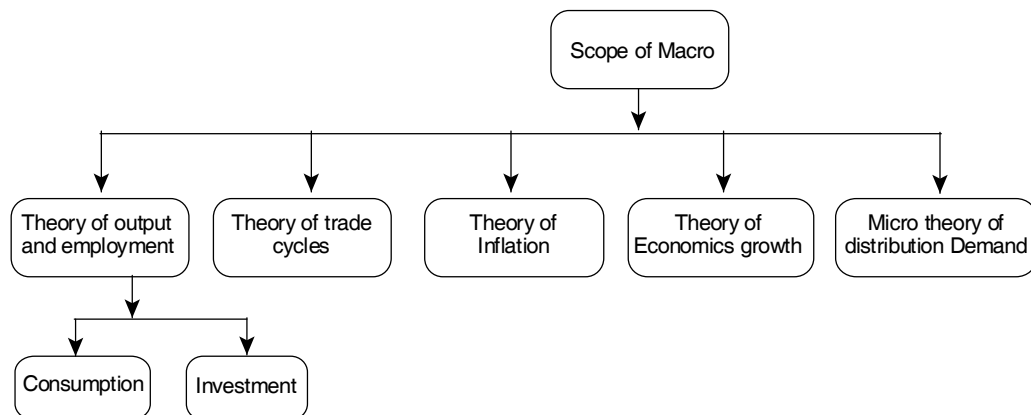 Scope of Macro
Theory of output
and employment
Theory of trade
cycles
Theory of
Inflation
Theory of
Economics growth
Micro theory of
distribution Demand
Consumption
Investment